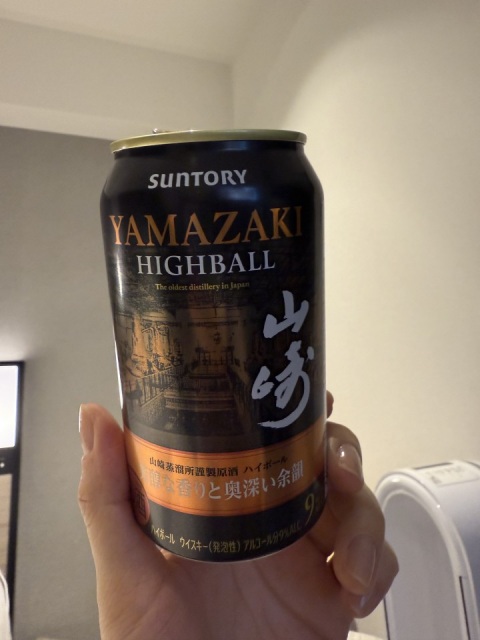 SUNTORY
YAMAZAKI
HIGHBALL
The oldest distillery in Japan
山崎
山崎蒸溜所謹製原酒 ハイボール
な香りと奥深い余韻
9
ハイボール ウイスキー(発泡性) アルコール分9%